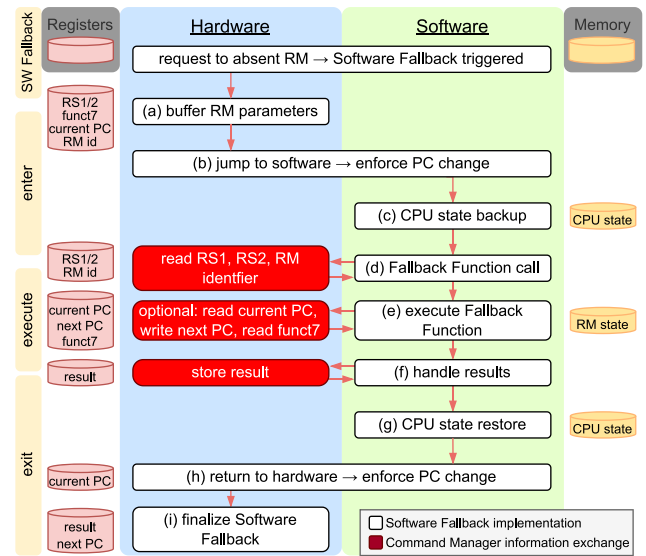 Registers
Hardware
Software
Memory
SW Fallback
request to absent RM → Software Fallback triggered
RS1/2
funct7
current PC
RM id
(a) buffer RM parameters
enter
(b) jump to software → enforce PC change
(c) CPU state backup
CPU state
RS1/2
RM id
read RS1, RS2, RM
identfier
(d) Fallback Function call
execute
current PC
next PC
funct7
optional: read current PC,
write next PC, read funct7
(e) execute Fallback
Function
RM state
result
store result
(f) handle results
exit
(g) CPU state restore
CPU state
current PC
(h) return to hardware → enforce PC change
result
next PC
(i) finalize Software
Fallback
Software Fallback implementation
Command Manager information exchange